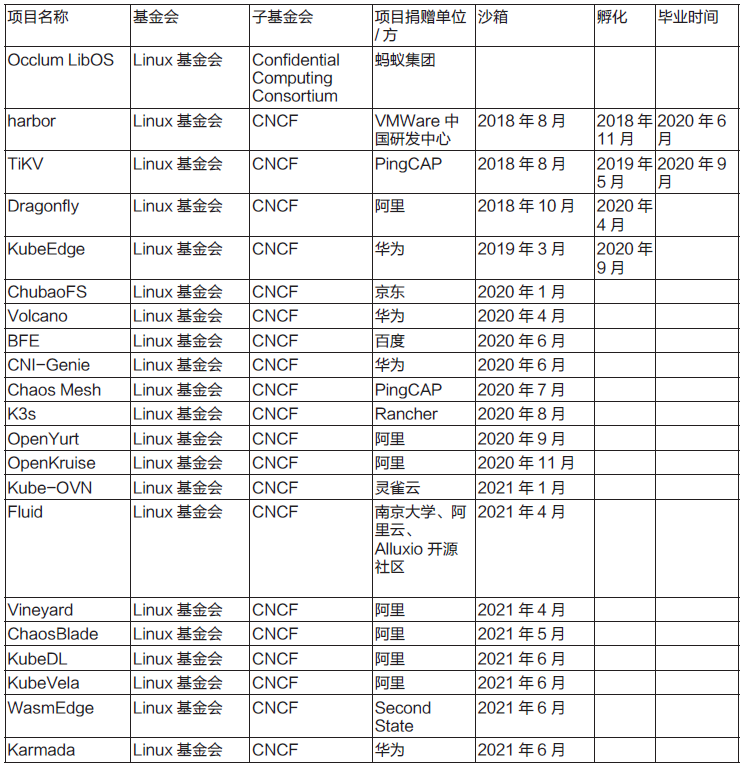 项目名称 基金会 子基金会 项目捐赠单位 沙箱 孵化 毕业时间
/ 方
Occlum LibOS Linux 基金会 Confidential 蚂蚁集团
Computing
Consortium
harbor Linux 基金会 CNCF VMWare 中 2018 年 8 月 2018 年 2020 年 6
国研发中心 11 月 月
TiKV Linux 基金会 CNCF PingCAP 2018 年 8 月 2019 年 2020 年 9
5 月 月
Dragonfly Linux 基金会 CNCF 阿里 2018 年 10 月 2020 年
4 月
KubeEdge Linux 基金会 CNCF 华为 2019 年 3 月 2020 年
9 月
ChubaoFS Linux 基金会 CNCF 京东 2020 年 1 月
Volcano Linux 基金会 CNCF 华为 2020 年 4 月
BFE Linux 基金会 CNCF 百度 2020 年 6 月
CNI-Genie Linux 基金会 CNCF 华为 2020 年 6 月
Chaos Mesh Linux 基金会 CNCF PingCAP 2020 年 7 月
K3s Linux 基金会 CNCF Rancher 2020 年 8 月
OpenYurt Linux 基金会 CNCF 阿里 2020 年 9 月
OpenKruise Linux 基金会 CNCF 阿里 2020 年 11 月
Kube-OVN Linux 基金会 CNCF 灵雀云 2021 年 1 月
Fluid Linux 基金会 CNCF 南京大学、阿 2021 年 4 月
里云、
Alluxio 开源
社区
Vineyard Linux 基金会 CNCF 阿里 2021 年 4 月
ChaosBlade Linux 基金会 CNCF 阿里 2021 年 5 月
KubeDL Linux 基金会 CNCF 阿里 2021 年 6 月
KubeVela Linux 基金会 CNCF 阿里 2021 年 6 月
WasmEdge Linux 基金会 CNCF Second 2021 年 6 月
State
Karmada Linux 基金会 CNCF 华为 2021 年 6 月